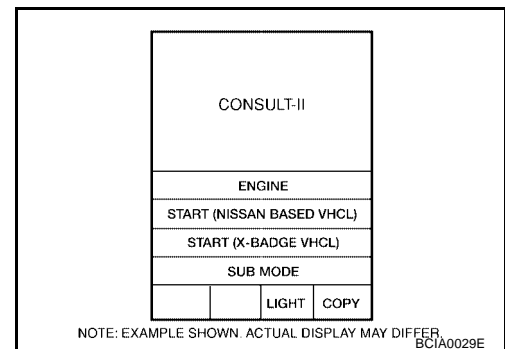 CONSULT-II
ENGINE
START (NISSAN BASED VHCL)
START (X-BADGE VHCL)
SUB MODE
LIGHT COPY
NOTE: EXAMPLE SHOWN. ACTUAL DISPLAY MAY DIFFER.
BCIA0029E